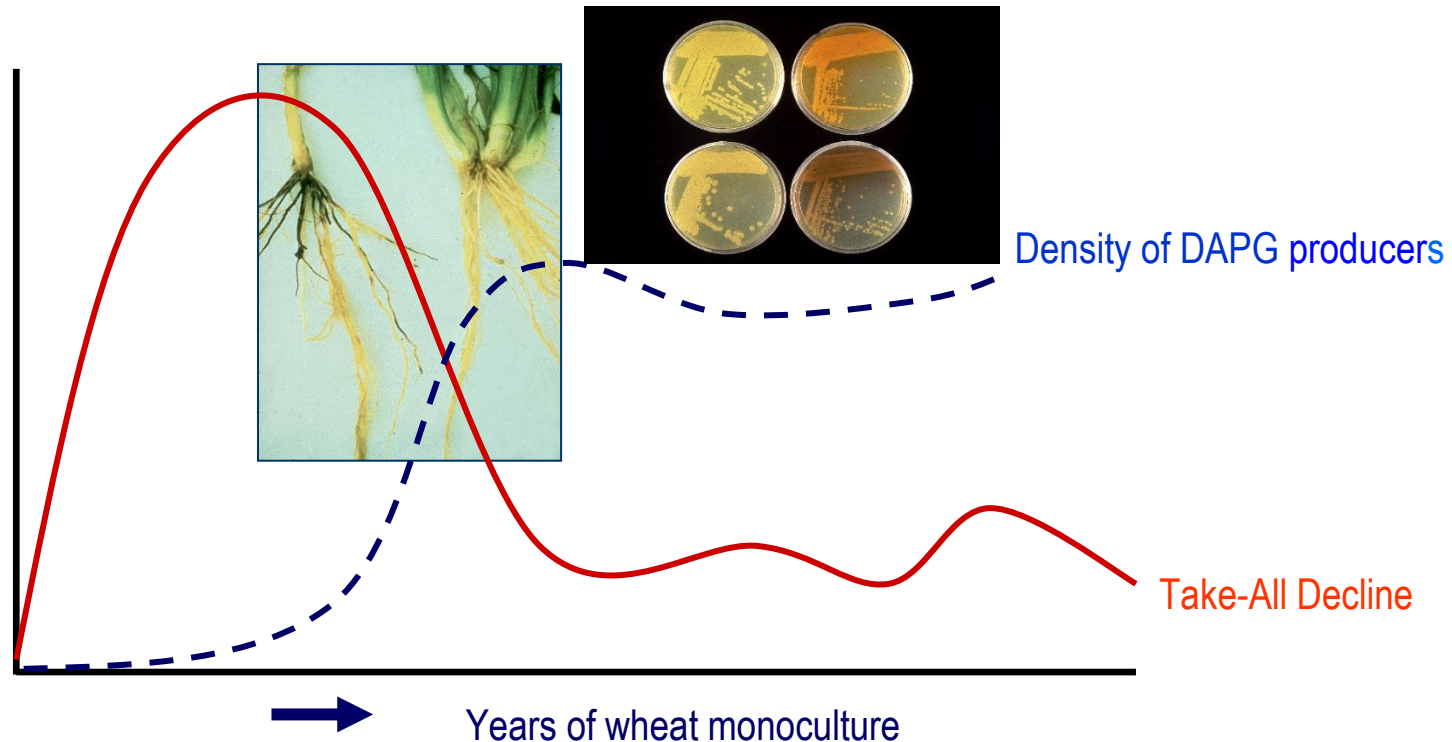 Density of DAPG producers
Take-All Decline
Years of wheat monoculture